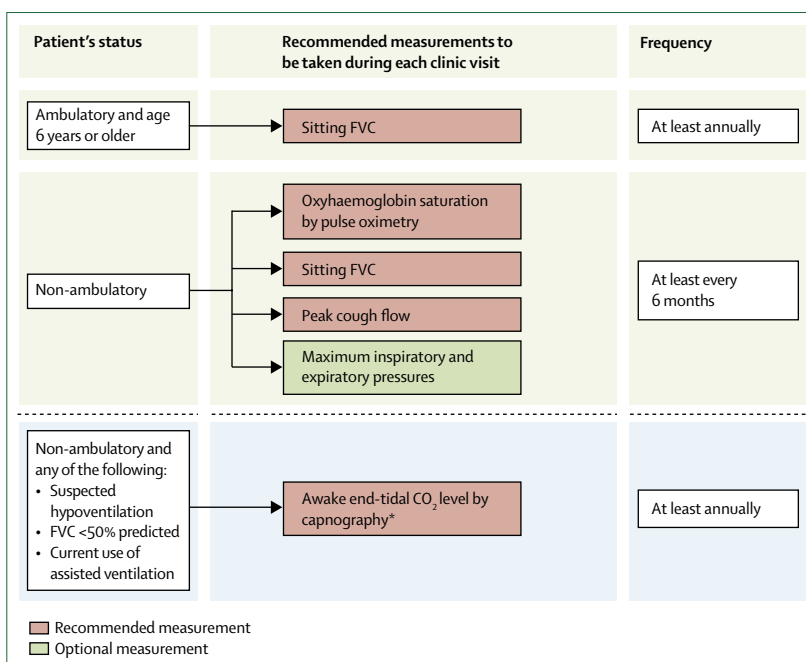 Patient's status
Recommended measurements to
be taken during each clinic visit
Frequency
Ambulatory and age
6 years or older
Sitting FVC
At least annually
Non-ambulatory
Oxyhaemoglobin saturation
by pulse oximetry
Sitting FVC
Peak cough flow
Maximum inspiratory and
expiratory pressures
At least every
6 months
Non-ambulatory and
any of the following:
• Suspected
hypoventilation
• FVC <50% predicted
• Current use of
assisted ventilation
Awake end-tidal CO₂ level by
capnography*
At least annually
Recommended measurement
Optional measurement